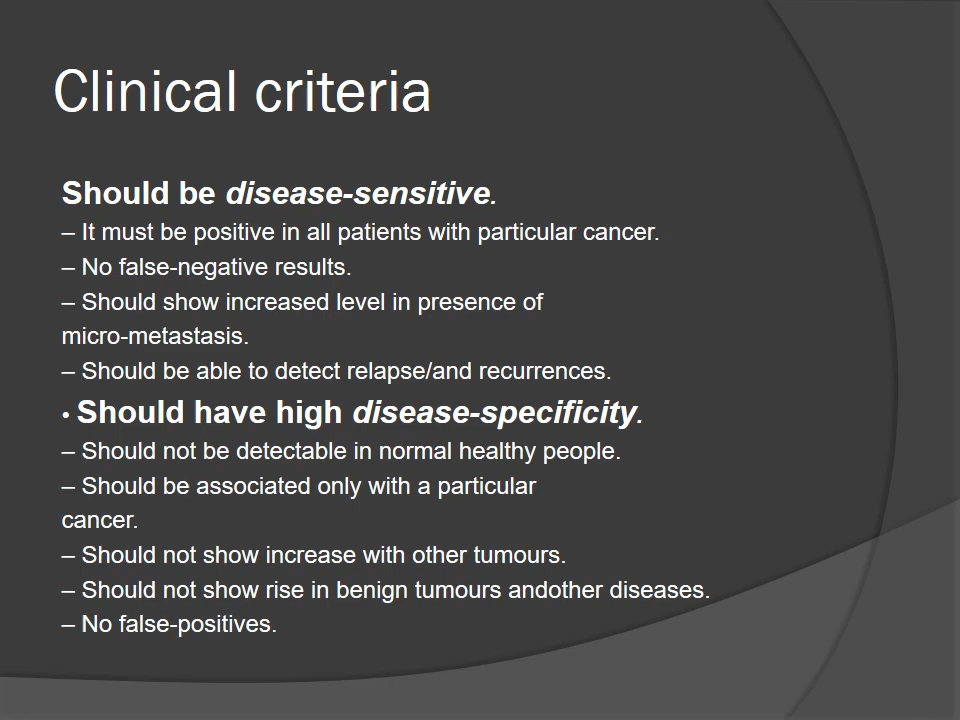 Clinical criteria
Should be disease-sensitive.
– It must be positive in all patients with particular cancer.
– No false-negative results.
– Should show increased level in presence of
micro-metastasis.
– Should be able to detect relapse/and recurrences.
• Should have high disease-specificity.
– Should not be detectable in normal healthy people.
– Should be associated only with a particular
cancer.
– Should not show increase with other tumours.
– Should not show rise in benign tumours andother diseases.
– No false-positives.